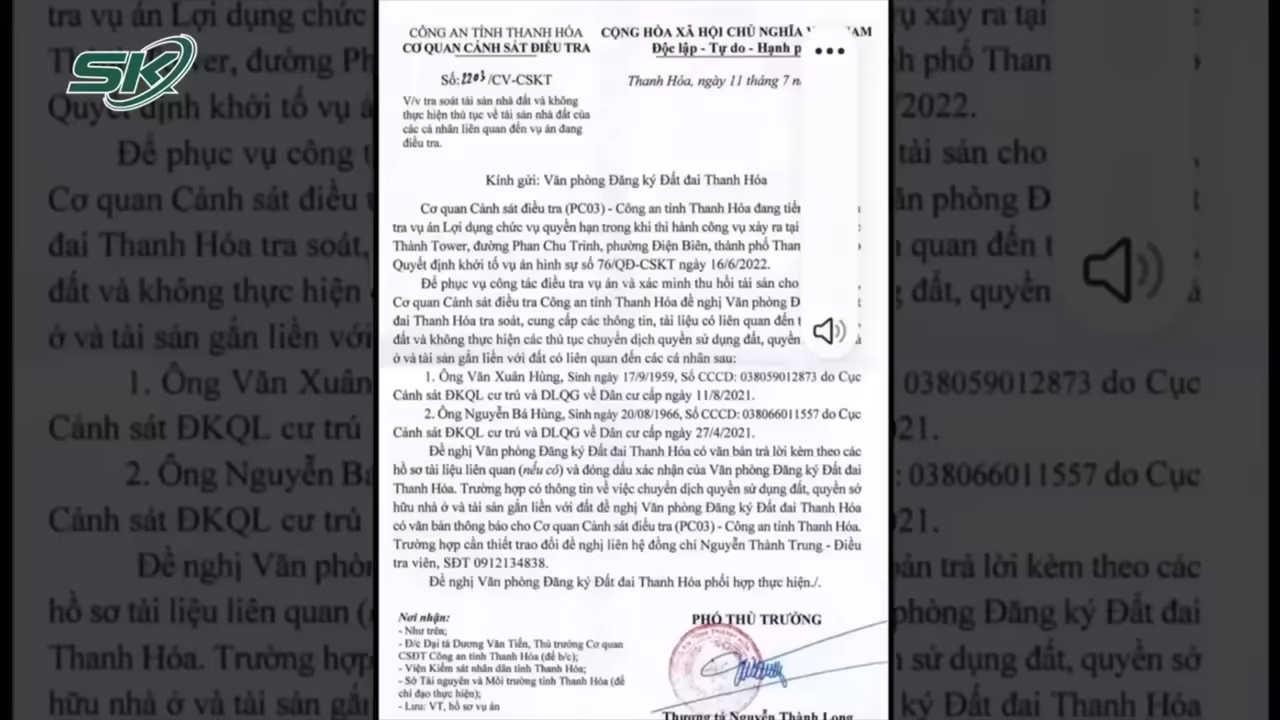 SK
CÔNG AN TỈNH THANH HÓA
CƠ QUAN CẢNH SÁT ĐIỀU TRA
CỘNG HÒA XÃ HỘI CHỦ NGHĨA
Độc lập - Tự do - Hạnh
Số: 2203/CV-CSKT
Thanh Hóa, ngày 11 tháng 7
V/v tra soát tài sản nhà đất và không
thực hiện thủ tục về tài sản nhà đất của
các cá nhân liên quan đến vụ án đang
điều tra.
Kính gửi: Văn phòng Đăng ký Đất đai Thanh Hóa
Cơ quan Cảnh sát điều tra (PC03) - Công an tỉnh Thanh Hóa đang
tra vụ án Lợi dụng chức vụ quyền hạn trong khi thi hành công vụ xảy ra tại
Thành Tower, đường Phan Chu Trinh, phường Điện Biên, thành phố
Quyết định khởi tố vụ án hình sự số 76/QĐ-CSKT ngày 16/6/2022.
Để phục vụ công tác điều tra vụ án và xác minh thu hồi tài sản cho
Cơ quan Cảnh sát điều tra Công an tỉnh Thanh Hóa đề nghị Văn phòng
đai Thanh Hóa tra soát, cung cấp các thông tin, tài liệu có liên quan đến
đất và không thực hiện các thủ tục chuyển dịch quyền sử dụng đất, quyền
ở và tài sản gắn liền với đất có liên quan đến các cá nhân sau:
1. Ông Văn Xuân Hùng, Sinh ngày 17/9/1959, Số CCCD: 038059012873 do Cục
Cảnh sát ĐKQL cư trú và DLQG về Dân cư cấp ngày 11/8/2021.
2. Ông Nguyễn Bá Hùng, Sinh ngày 20/08/1966, Số CCCD: 038066011557 do Cục
Cảnh sát ĐKQL cư trú và DLQG về Dân cư cấp ngày 27/4/2021.
Đề nghị Văn phòng Đăng ký Đất đai Thanh Hóa có văn bản trả lời kèm theo các
hồ sơ tài liệu liên quan (nếu có) và đóng dấu xác nhận của Văn phòng Đăng ký Đất đai
Thanh Hóa. Trường hợp có thông tin về việc chuyển dịch quyền sử dụng đất, quyền sở
hữu nhà ở và tài sản gắn liền với đất đề nghị Văn phòng Đăng ký Đất đai Thanh Hóa
có văn bản thông báo cho Cơ quan Cảnh sát điều tra (PC03) - Công an tỉnh Thanh Hóa.
Trường hợp cần thiết trao đổi đề nghị liên hệ đồng chí Nguyễn Thành Trung - Điều
tra viên, SĐT 0912134838.
Đề nghị Văn phòng Đăng ký Đất đai Thanh Hóa phối hợp thực hiện./.
Nơi nhận:
- Như trên;
- Đ/c Đại tá Dương Văn Tiến, Thủ trưởng Cơ quan
CSĐT Công an tỉnh Thanh Hóa (để b/c);
- Viện Kiểm sát nhân dân tỉnh Thanh Hóa;
- Sở Tài nguyên và Môi trường tỉnh Thanh Hóa (để
chỉ đạo thực hiện);
- Lưu: VT, hồ sơ vụ án
PHÓ THỦ TRƯỞNG
Thượng tá Nguyễn Thành Long